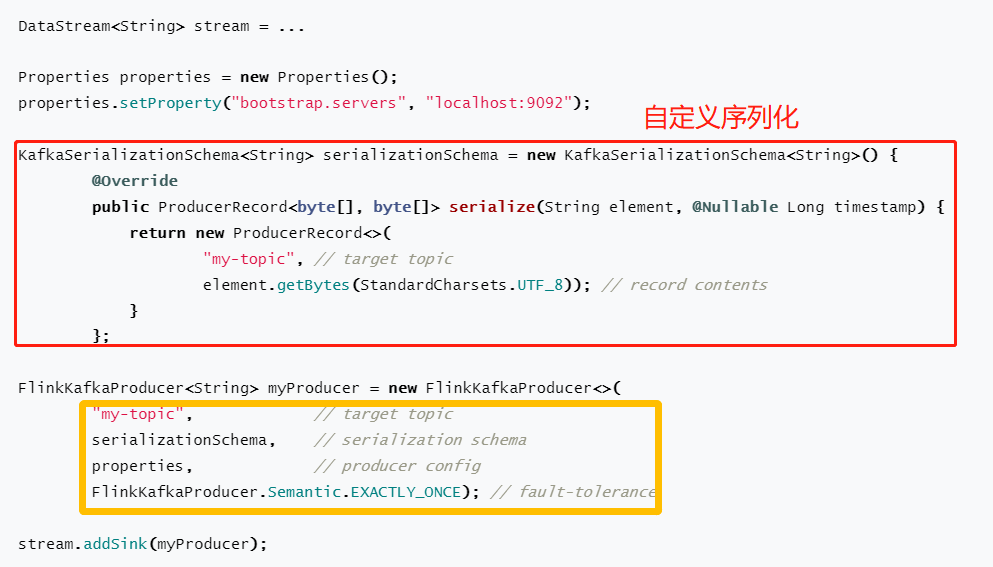 DataStream<String> stream = ...
Properties properties = new Properties();
properties.setProperty("bootstrap.servers", "localhost:9092");
自定义序列化
KafkaSerializationSchema<String> serializationSchema = new KafkaSerializationSchema<String>() {
@Override
public ProducerRecord<byte[], byte[]> serialize(String element, @Nullable Long timestamp) {
return new ProducerRecord<>(
"my-topic", // target topic
element.getBytes(StandardCharsets.UTF_8)); // record contents
}
};
FlinkKafkaProducer<String> myProducer = new FlinkKafkaProducer<>(
"my-topic", // target topic
serializationSchema, // serialization schema
properties, // producer config
FlinkKafkaProducer.Semantic.EXACTLY_ONCE); // fault-tolerance
stream.addSink(myProducer);